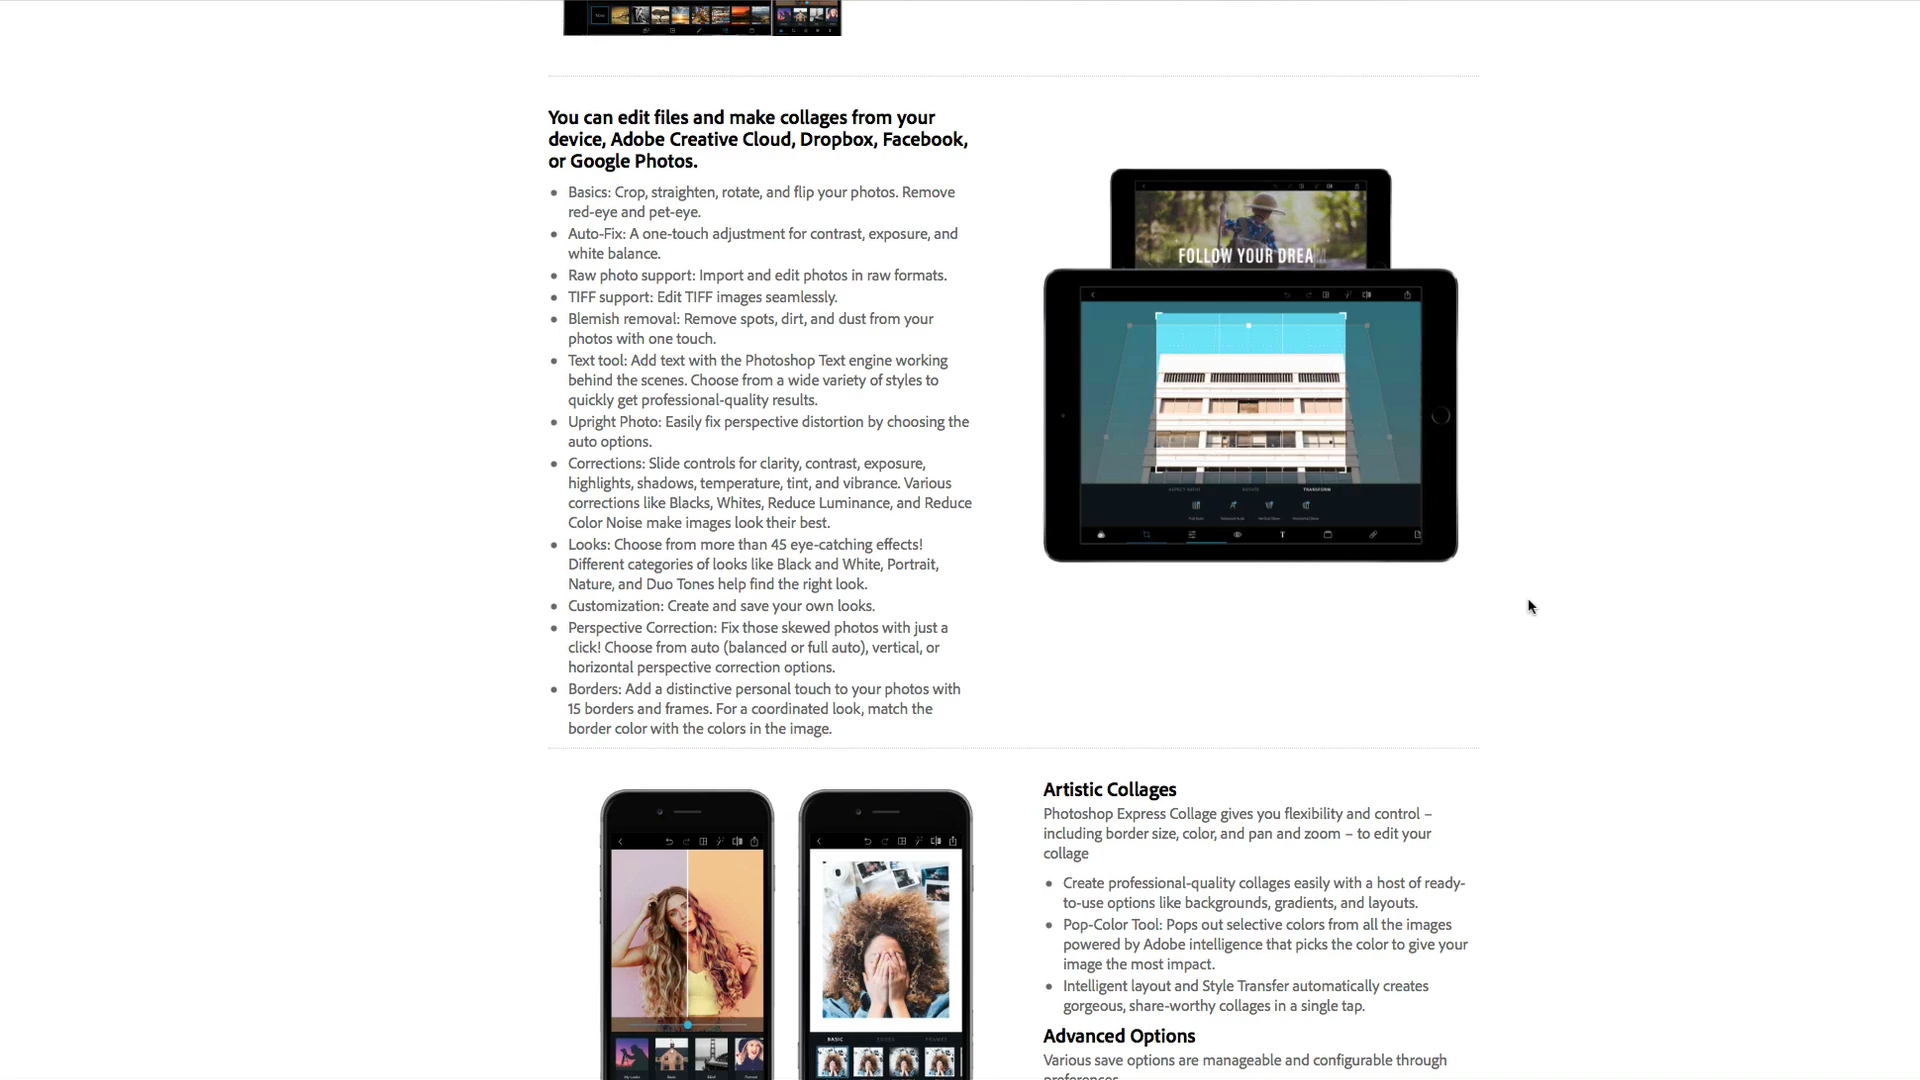 You can edit files and make collages from your
device, Adobe Creative Cloud, Dropbox, Facebook,
or Google Photos.
Basics: Crop, straighten, rotate, and flip your photos. Remove
red-eye and pet-eye.
Auto-Fix: A one-touch adjustment for contrast, exposure, and
white balance.
Raw photo support: Import and edit photos in raw formats.
TIFF support: Edit TIFF images seamlessly.
Blemish removal: Remove spots, dirt, and dust from your
photos with one touch.
Text tool: Add text with the Photoshop Text engine working
behind the scenes. Choose from a wide variety of styles to
quickly get professional-quality results.
Upright Photo: Easily fix perspective distortion by choosing the
auto options.
Corrections: Slide controls for clarity, contrast, exposure,
highlights, shadows, temperature, tint, and vibrance. Various
corrections like Blacks, Whites, Reduce Luminance, and Reduce
Color Noise make images look their best.
Looks: Choose from more than 45 eye-catching effects!
Different categories of looks like Black and White, Portrait,
Nature, and Duo Tones help find the right look.
Customization: Create and save your own looks.
Perspective Correction: Fix those skewed photos with just a
click! Choose from auto (balanced or full auto), vertical, or
horizontal perspective correction options.
Borders: Add a distinctive personal touch to your photos with
15 borders and frames. For a coordinated look, match the
border color with the colors in the image.
FOLLOW YOUR DREAM
ASPECT RATIO ROTATE TRANSFORM
Artistic Collages
Photoshop Express Collage gives you flexibility and control –
including border size, color, and pan and zoom – to edit your
collage
Create professional-quality collages easily with a host of ready-
to-use options like backgrounds, gradients, and layouts.
Pop-Color Tool: Pops out selective colors from all the images
powered by Adobe intelligence that picks the color to give your
image the most impact.
Intelligent layout and Style Transfer automatically creates
gorgeous, share-worthy collages in a single tap.
Advanced Options
Various save options are manageable and configurable through
preferences
BASIC EDGES FRAMES
My Looks Basic B&W Portrait